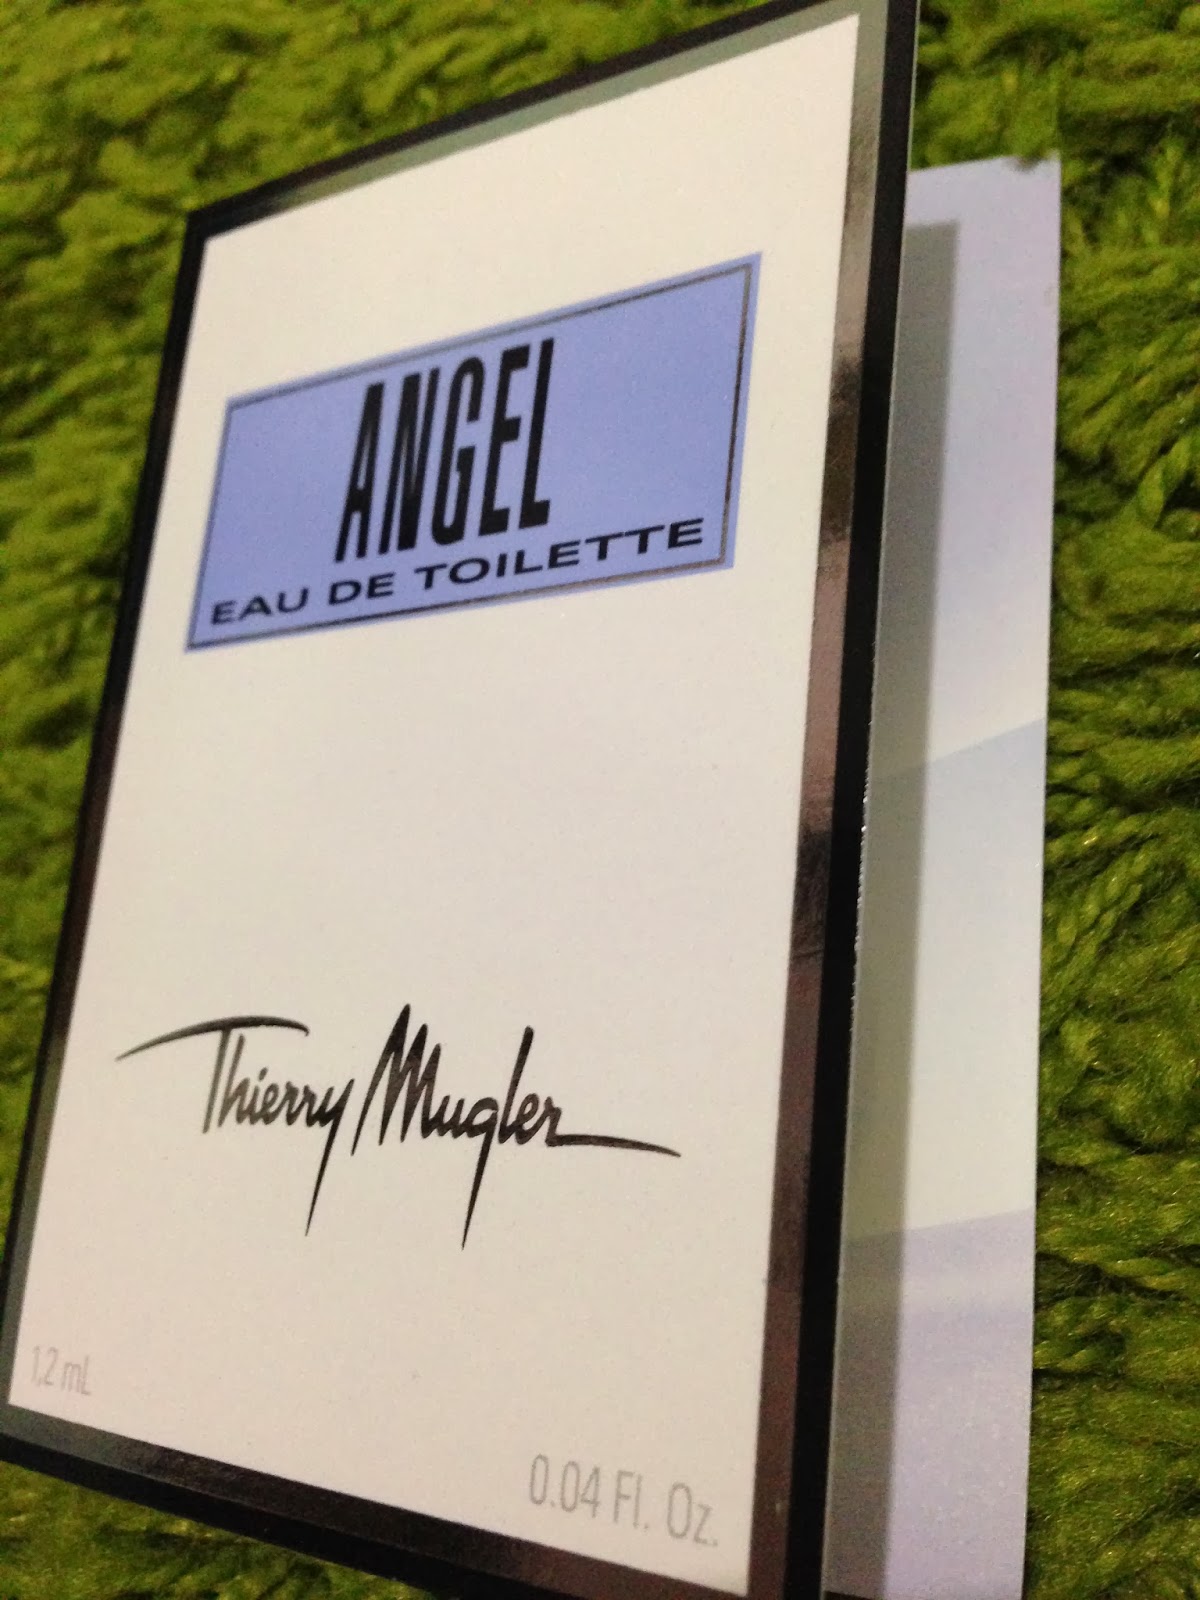 ANGEL
EAU DE TOILETTE
Thierry Mugler
1.2 mL
0.04 Fl. Oz.